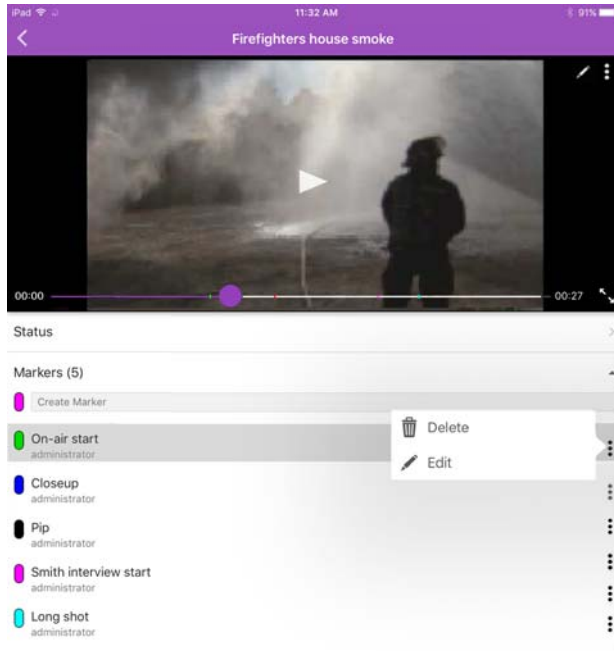 iPad 11:32 AM 91%
Firefighters house smoke
00:00 00:27
Status
Markers (5)
Create Marker
On-air start
administrator
Delete
Edit
Closeup
administrator
Pip
administrator
Smith interview start
administrator
Long shot
administrator